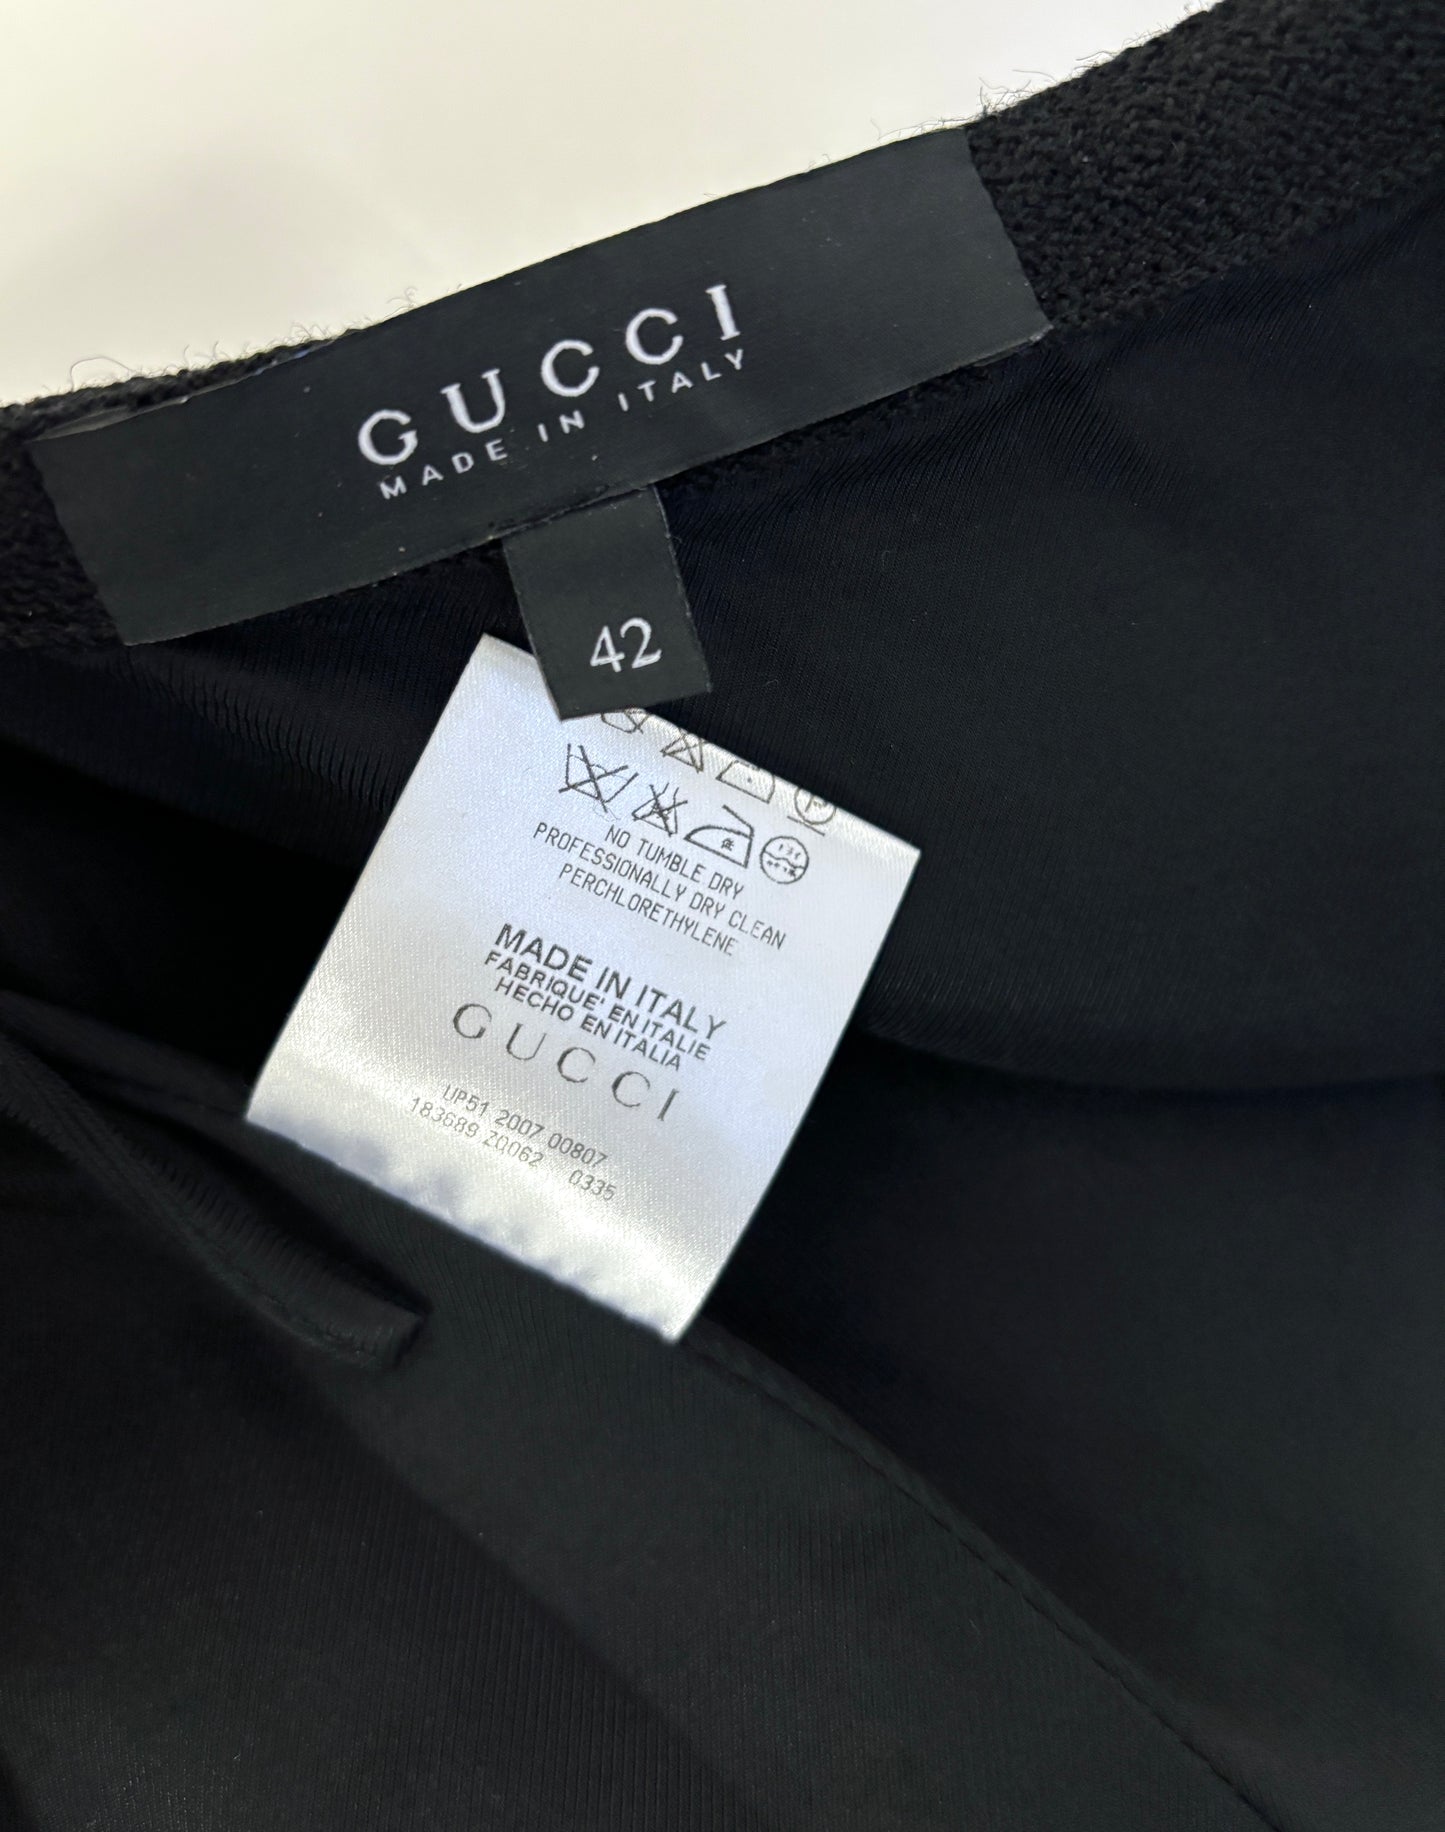 GUCCI
MADE IN ITALY
42
P
NO TUMBLE DRY
PROFESSIONALLY DRY CLEAN
PERCHLORETHYLENE
MADE IN ITALY
FABRIQUE' EN ITALIE
HECHO EN ITALIA
GUCCI
UP51 2007 00807
183689 Z0062 0335